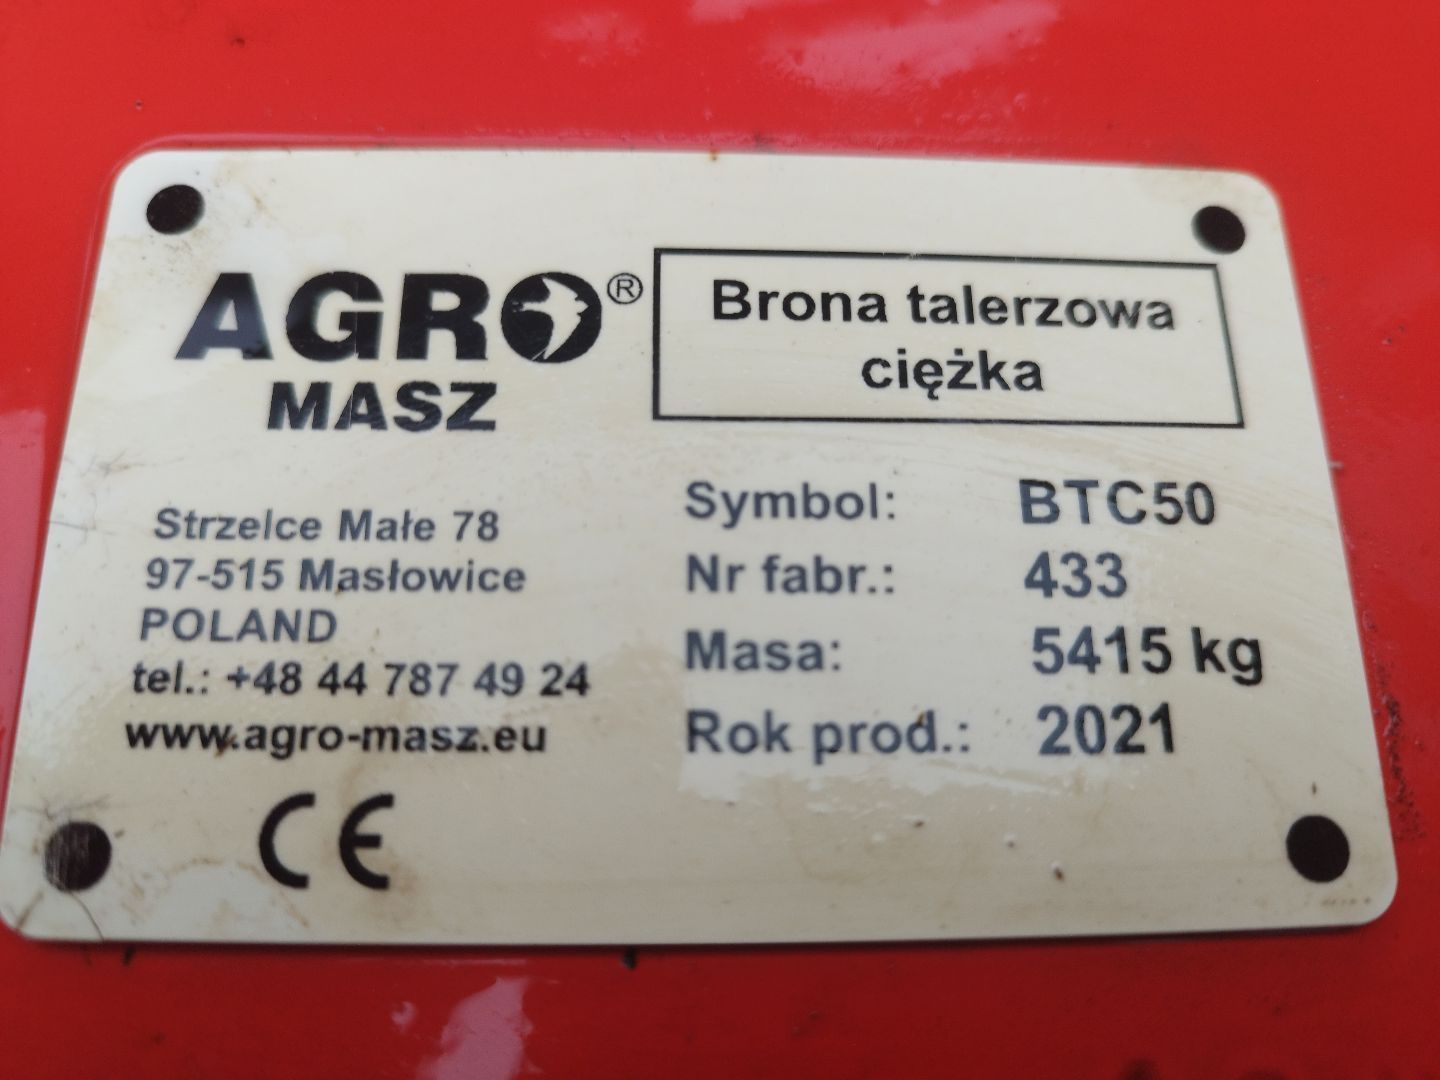 AGRO®
MASZ
Brona talerzowa
ciężka
Strzelce Małe 78
97-515 Masłowice
POLAND
tel.: +48 44 787 49 24
www.agro-masz.eu
CE
Symbol: BTC50
Nr fabr.: 433
Masa: 5415 kg
Rok prod.: 2021